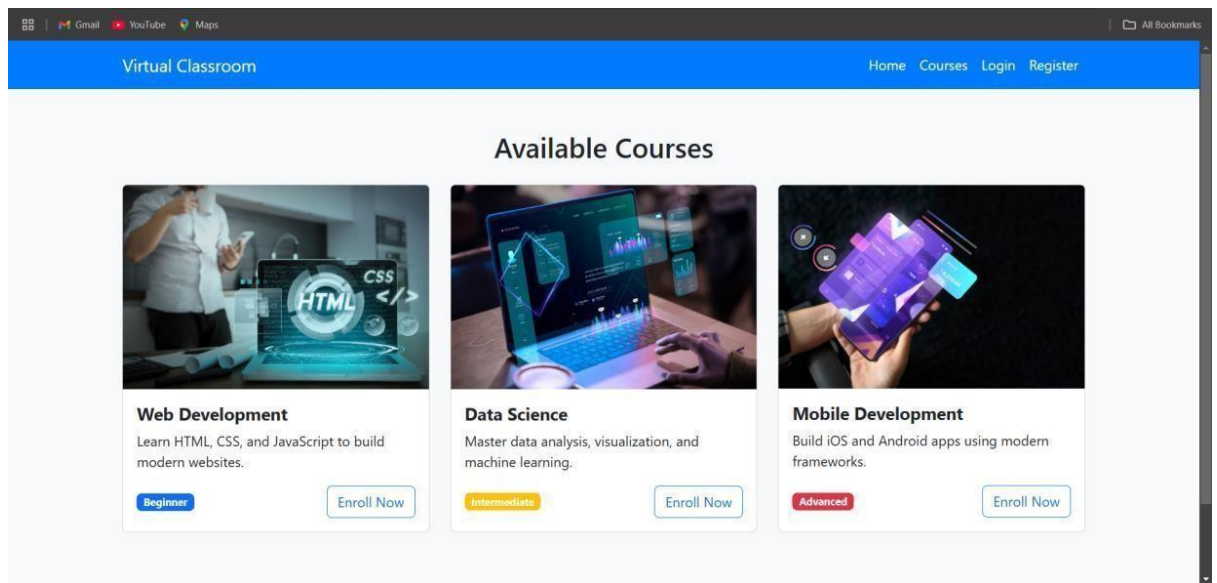 Gmail YouTube Maps All Bookmarks
Virtual Classroom Home Courses Login Register
Available Courses
HTML
CSS
</>
Web Development
Learn HTML, CSS, and JavaScript to build
modern websites.
Beginner Enroll Now
Data Science
Master data analysis, visualization, and
machine learning.
Intermediate Enroll Now
Mobile Development
Build iOS and Android apps using modern
frameworks.
Advanced Enroll Now